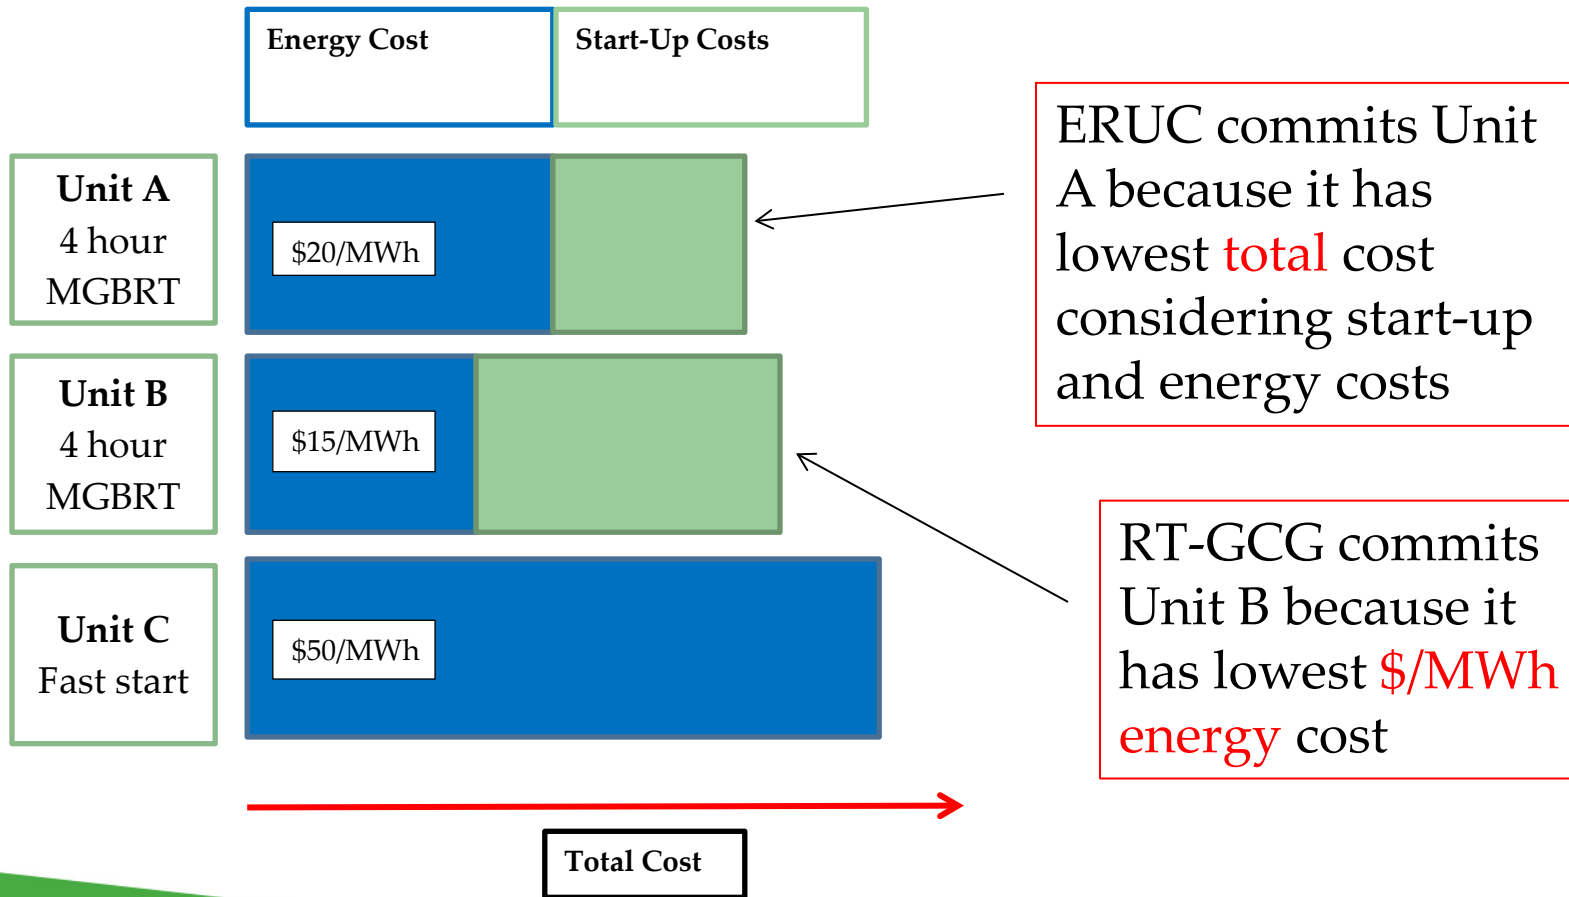 Energy Cost
Start-Up Costs
Unit A
4 hour
MGBRT
$20/MWh
ERUC commits Unit
A because it has
lowest total cost
considering start-up
and energy costs
Unit B
4 hour
MGBRT
$15/MWh
RT-GCG commits
Unit B because it
has lowest $/MWh
energy cost
Unit C
Fast start
$50/MWh
Total Cost